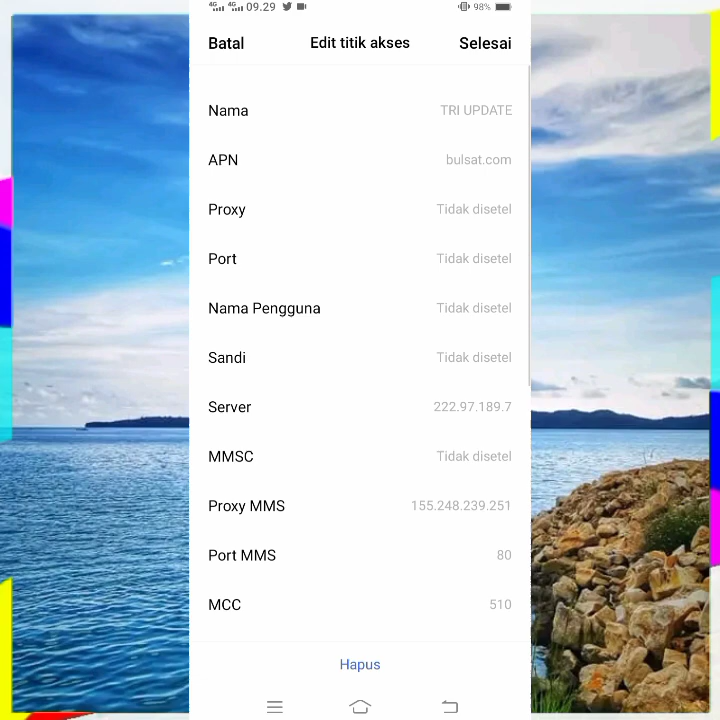 4G 4G 09.29 98%
Batal Edit titik akses Selesai
Nama TRI UPDATE
APN bulsat.com
Proxy Tidak disetel
Port Tidak disetel
Nama Pengguna Tidak disetel
Sandi Tidak disetel
Server 222.97.189.7
MMSC Tidak disetel
Proxy MMS 155.248.239.251
Port MMS 80
MCC 510
Hapus